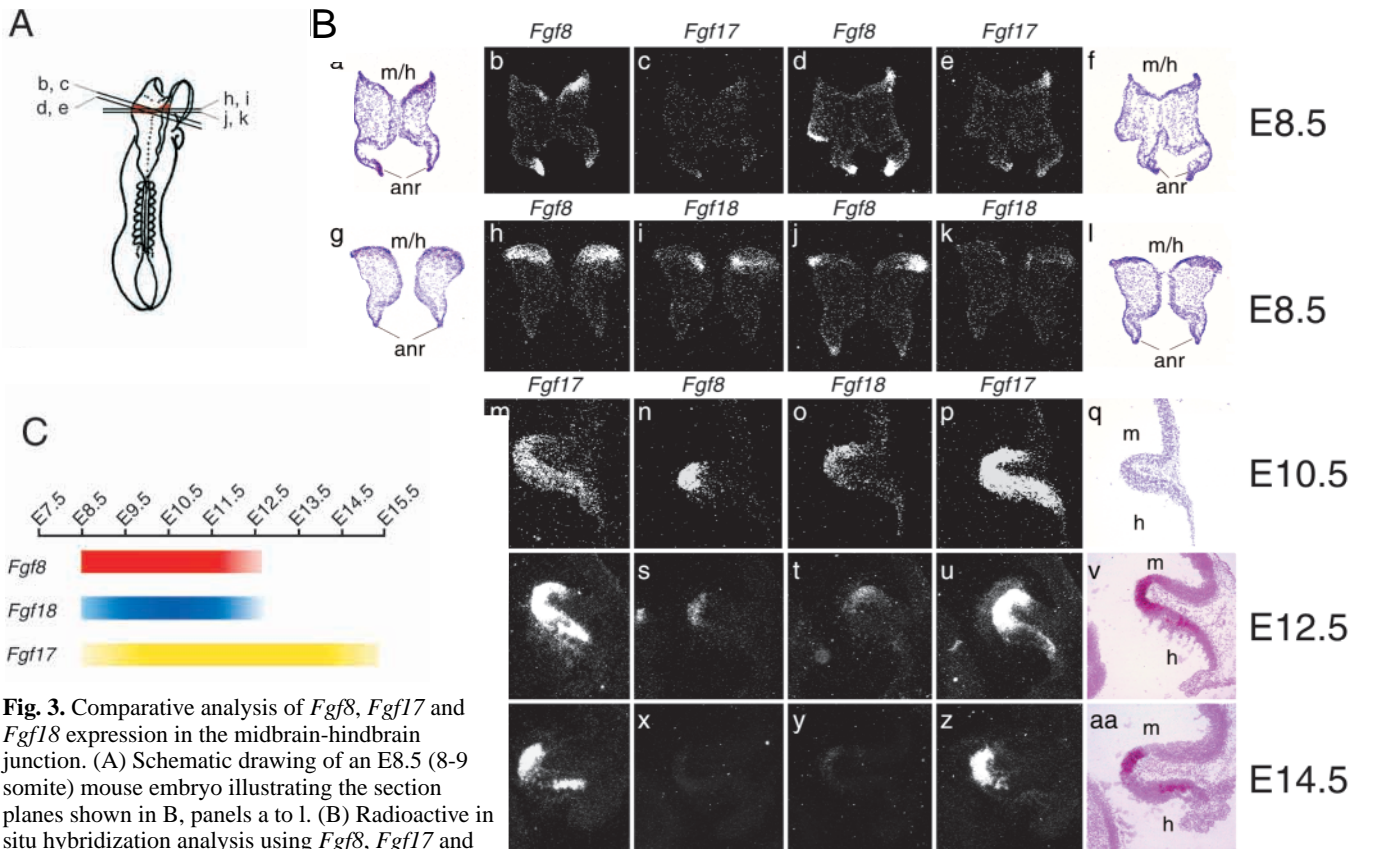 A
b, c
d, e
h, i
j, k
B
Fgf8 Fgf17 Fgf8 Fgf17
a m/h anr b c d e f m/h anr E8.5
Fgf8 Fgf18 Fgf8 Fgf18
g m/h anr h i j k l m/h anr E8.5
Fgf17 Fgf8 Fgf18 Fgf17
m n o p q m h E10.5
s t u v m h E12.5
x y z aa m h E14.5
C
E7.5 E8.5 E9.5 E10.5 E11.5 E12.5 E13.5 E14.5 E15.5
Fgf8
Fgf18
Fgf17
Fig. 3. Comparative analysis of Fgf8, Fgf17 and
Fgf18 expression in the midbrain-hindbrain
junction. (A) Schematic drawing of an E8.5 (8-9
somite) mouse embryo illustrating the section
planes shown in B, panels a to l. (B) Radioactive in
situ hybridization analysis using Fgf8, Fgf17 and